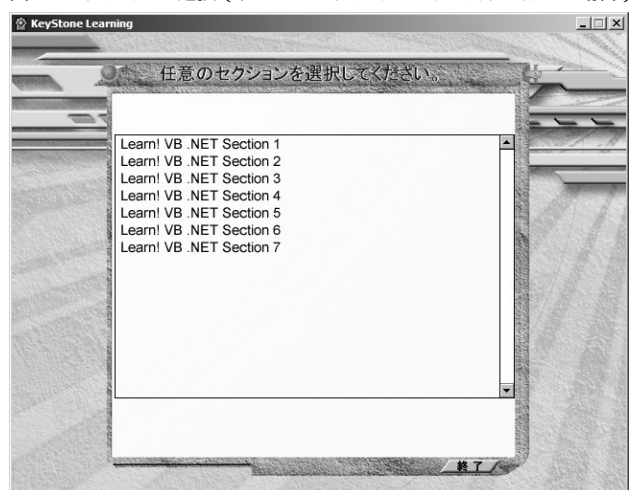 KeyStone Learning
任意のセクションを選択してください。
Learn! VB .NET Section 1
Learn! VB .NET Section 2
Learn! VB .NET Section 3
Learn! VB .NET Section 4
Learn! VB .NET Section 5
Learn! VB .NET Section 6
Learn! VB .NET Section 7
終了